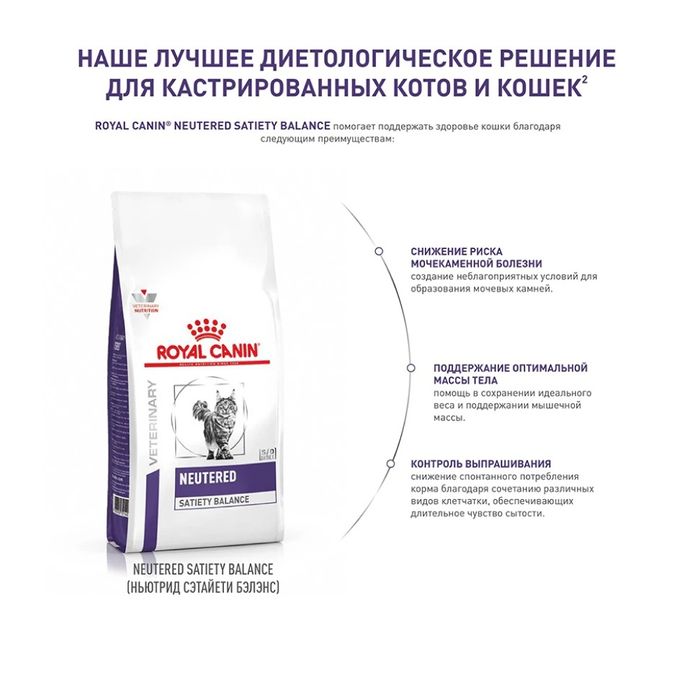 НАШЕ ЛУЧШЕЕ ДИЕТОЛОГИЧЕСКОЕ РЕШЕНИЕ
ДЛЯ КАСТРИРОВАННЫХ КОТОВ И КОШЕК²
ROYAL CANIN® NEUTERED SATIETY BALANCE помогает поддержать здоровье кошки благодаря
следующим преимуществам:
VETERINARY
NUTRITION
ROYAL CANIN
VETERINARY
S/O
NEUTERED
SATIETY BALANCE
NEUTERED SATIETY BALANCE
(НЬЮТРИД СЭТАЙЕТИ БЭЛЭНС)
СНИЖЕНИЕ РИСКА
МОЧЕКАМЕННОЙ БОЛЕЗНИ
создание неблагоприятных условий для
образования мочевых камней.
ПОДДЕРЖАНИЕ ОПТИМАЛЬНОЙ
МАССЫ ТЕЛА
помощь в сохранении идеального
веса и поддержании мышечной
массы.
КОНТРОЛЬ ВЫПРАШИВАНИЯ
снижение спонтанного потребления
корма благодаря сочетанию различных
видов клетчатки, обеспечивающих
длительное чувство сытости.